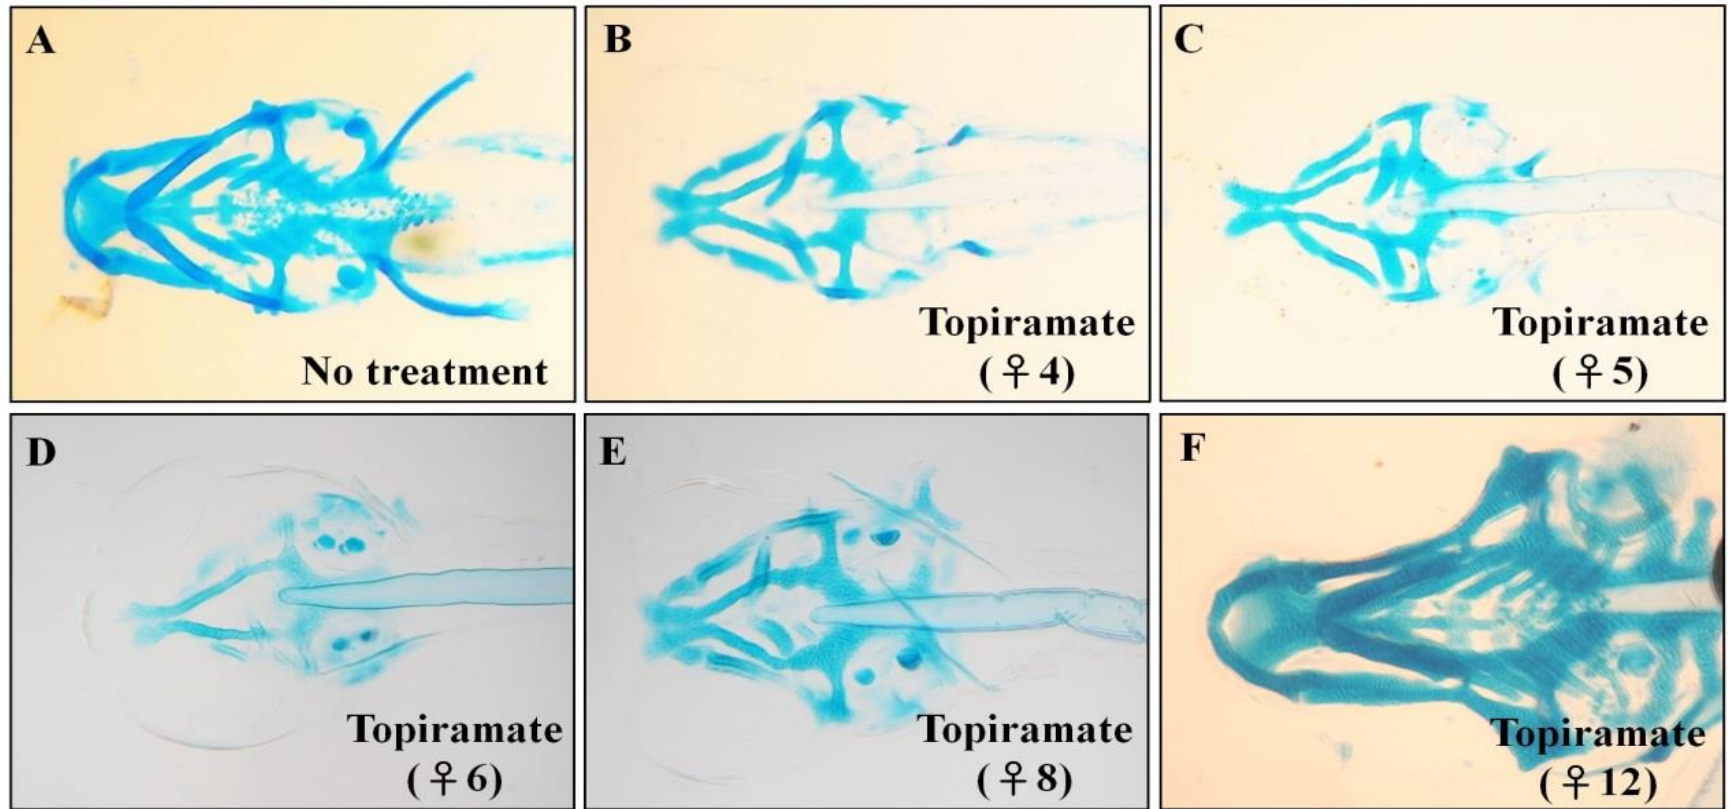 A
No treatment
B
Topiramate
(♀4)
C
Topiramate
(♀5)
D
Topiramate
(♀6)
E
Topiramate
(♀8)
F
Topiramate
(♀12)